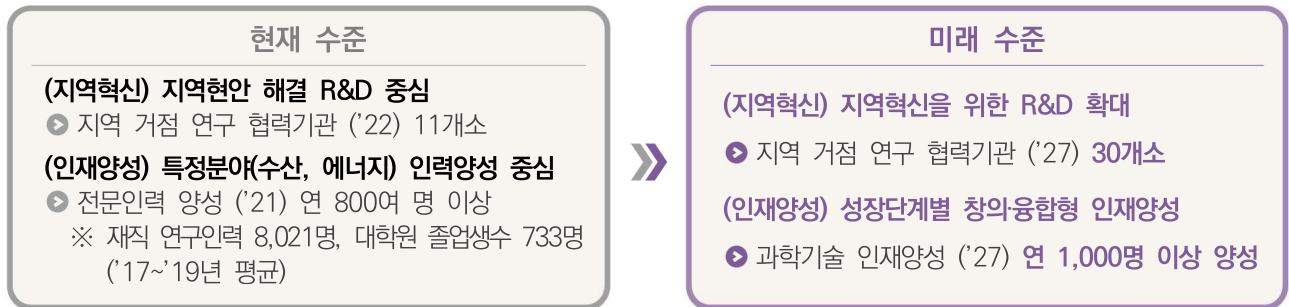 현재 수준
(지역혁신) 지역현안 해결 R&D 중심
지역 거점 연구 협력기관 (’22) 11개소
(인재양성) 특정분야(수산, 에너지) 인력양성 중심
전문인력 양성 (’21) 연 800여 명 이상
※ 재직 연구인력 8,021명, 대학원 졸업생수 733명
(’17~’19년 평균)
미래 수준
(지역혁신) 지역혁신을 위한 R&D 확대
지역 거점 연구 협력기관 (’27) 30개소
(인재양성) 성장단계별 창의·융합형 인재양성
과학기술 인재양성 (’27) 연 1,000명 이상 양성